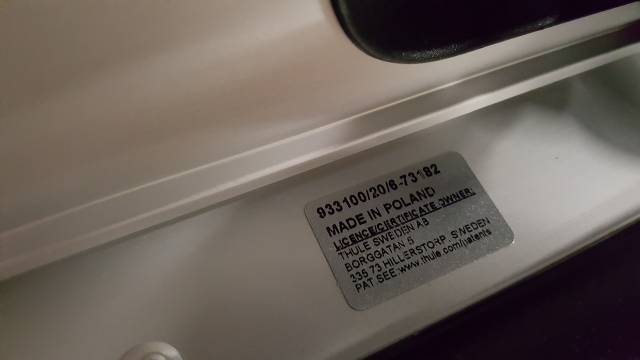 933100/20/6-73182
MADE IN POLAND
LICENCE/CERTIFICATE OWNER:
THULE SWEDEN AB
BORGGATAN 5
335 73 HILLERSTORP, SWEDEN
PAT.SEE:www.thule.com/patents